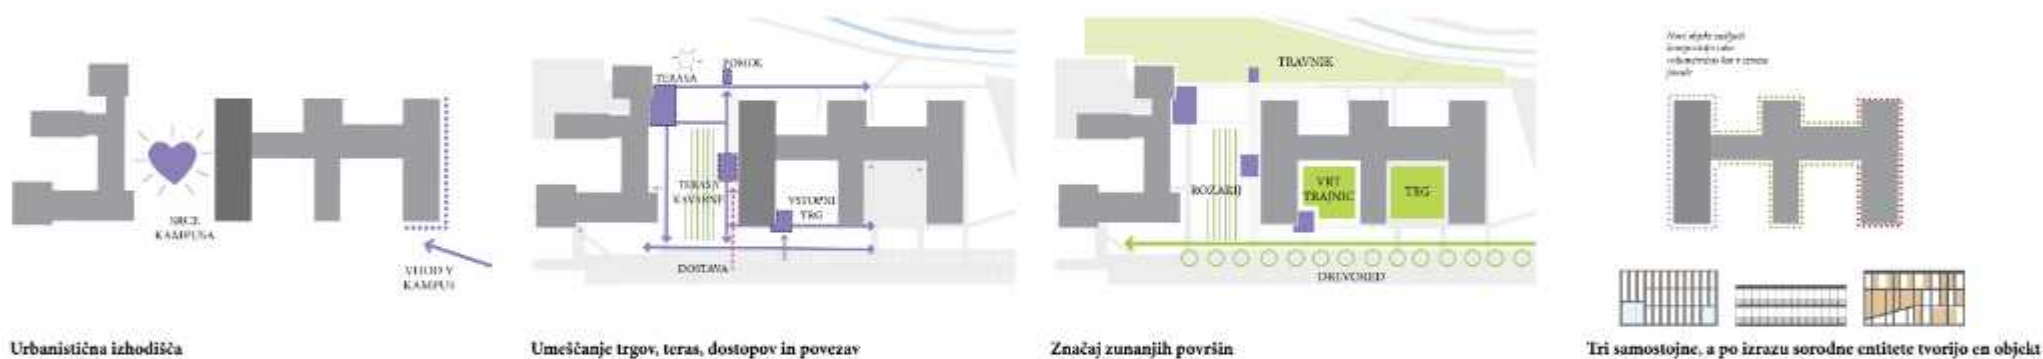 SRCE
KAMPUSA
VHOD V
KAMPUS
Urbanistična izhodišča
TERASA
POMOK
TERASA
KAVARNE
VSTOPNI
TRG
DOSTAVA
Umeščanje trgov, teras, dostopov in povezav
TRAVNIK
ROZARIJ
VRT
TRAJNIC
TRG
DREVORED
Značaj zunanjih površin
Tri samostojne, a po izrazu sorodne entitete tvorijo en objekt